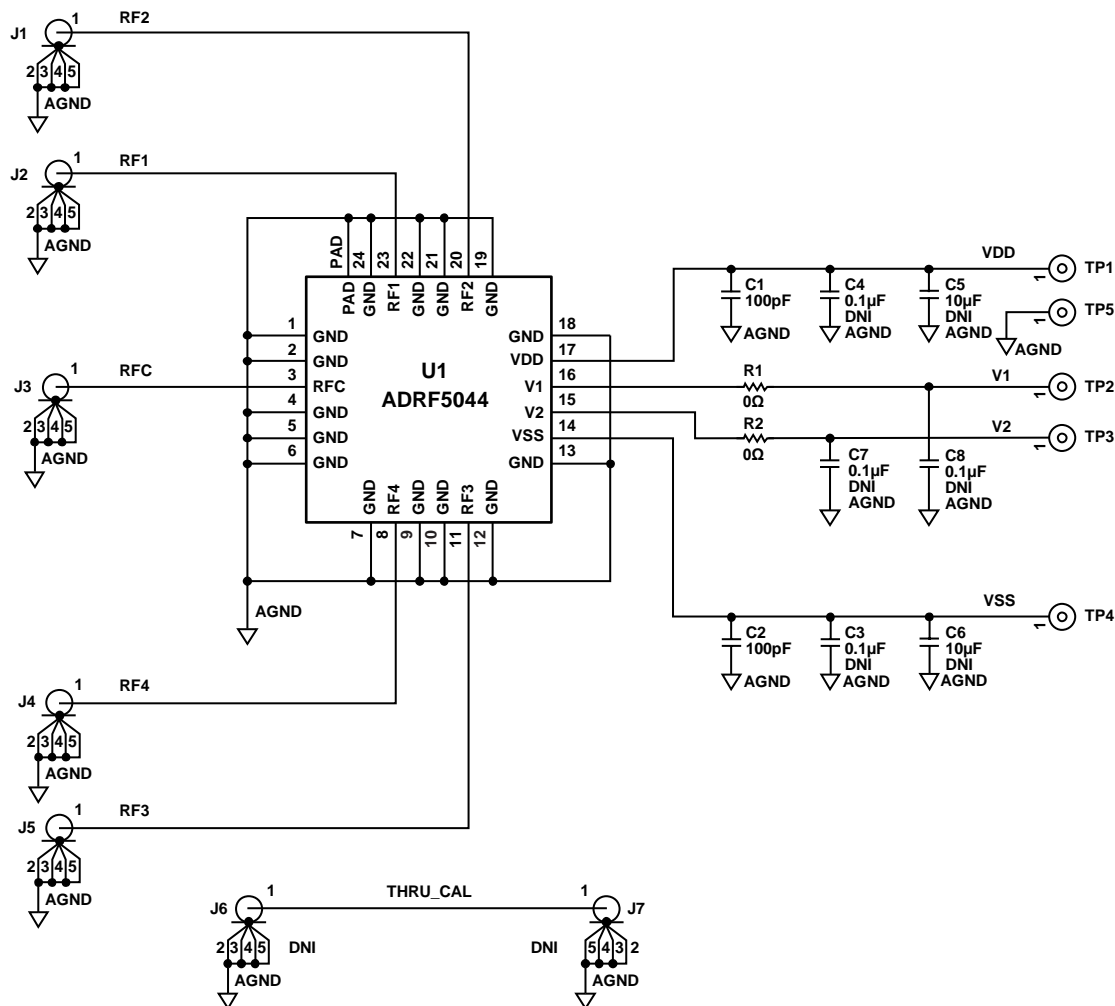 J1
1
RF2
2 3 4 5
AGND
J2
1
RF1
2 3 4 5
AGND
J3
1
RFC
2 3 4 5
AGND
PAD
24
23
22
21
20
19
PAD
GND
RF1
GND
GND
RF2
GND
1
GND
2
GND
3
RFC
4
GND
5
GND
6
GND
U1
ADRF5044
18
GND
17
VDD
16
V1
15
V2
14
VSS
13
GND
GND
RF4
GND
GND
RF3
GND
7
8
9
10
11
12
AGND
VDD
1
TP1
C1
100pF
AGND
C4
0.1µF
DNI
AGND
C5
10µF
DNI
AGND
1
TP5
AGND
R1
0Ω
V1
1
TP2
R2
0Ω
V2
1
TP3
C7
0.1µF
DNI
AGND
C8
0.1µF
DNI
AGND
VSS
1
TP4
C2
100pF
AGND
C3
0.1µF
DNI
AGND
C6
10µF
DNI
AGND
J4
1
RF4
2 3 4 5
AGND
J5
1
RF3
2 3 4 5
AGND
J6
1
THRU_CAL
1
J7
2 3 4 5
DNI
DNI
5 4 3 2
AGND
AGND